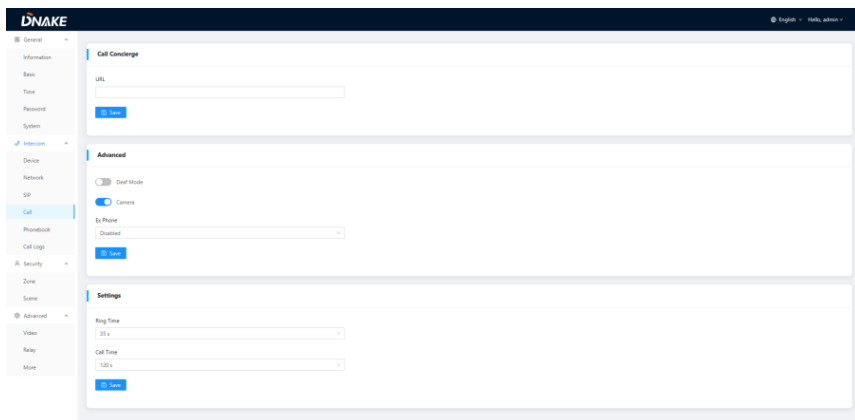 DNAKE
English
Hello, admin
General
Information
Basic
Time
Password
System
Intercom
Device
Network
SIP
Call
Phonebook
Call Logs
Security
Zone
Scene
Advanced
Video
Relay
More
Call Concierge
URL
Save
Advanced
Deaf Mode
Camera
Ex Phone
Disabled
Save
Settings
Ring Time
35 s
Call Time
120 s
Save